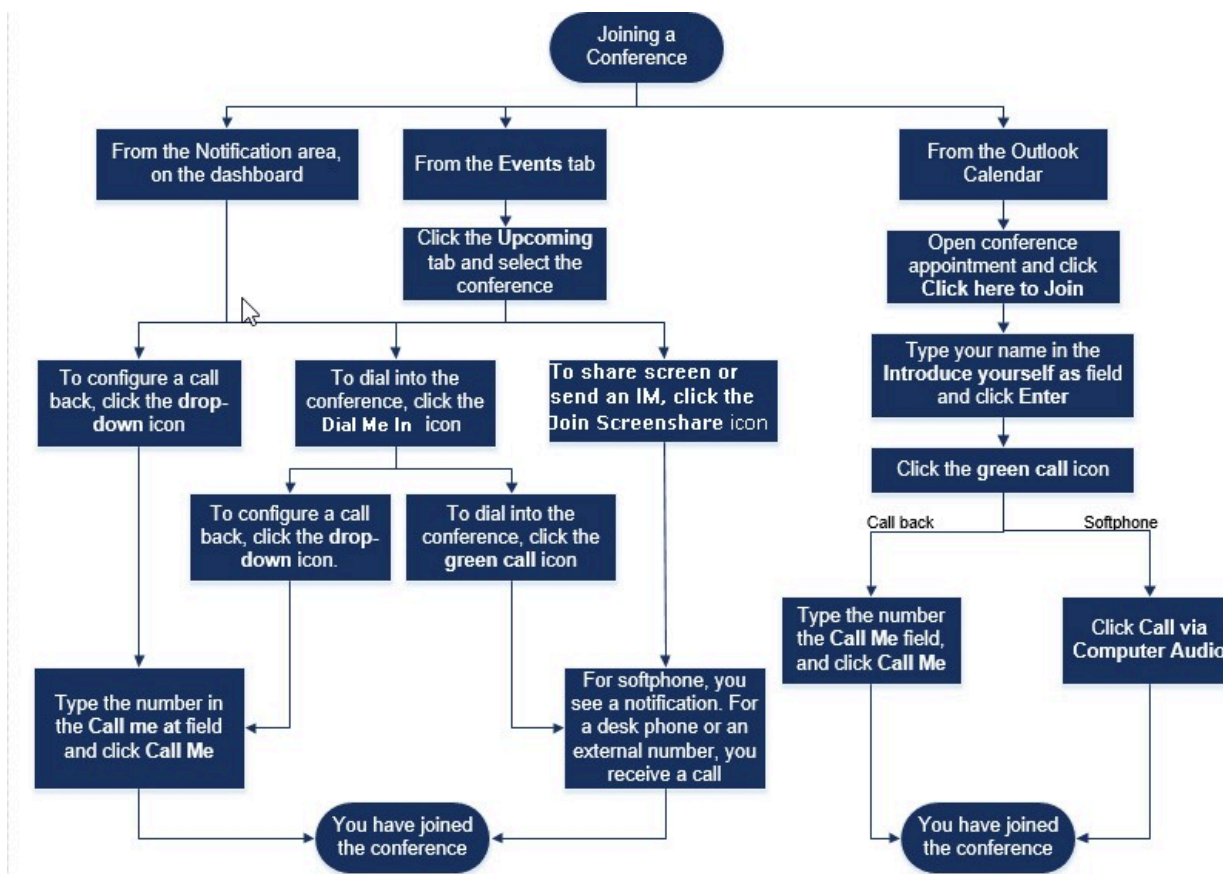 Joining a
Conference
From the Notification area,
on the dashboard
From the Events tab
From the Outlook
Calendar
Click the Upcoming
tab and select the
conference
Open conference
appointment and click
Click here to Join
Type your name in the
Introduce yourself as field
and click Enter
To configure a call
back, click the drop-
down icon
To dial into the
conference, click the
Dial Me In icon
To share screen or
send an IM, click the
Join Screenshare icon
Click the green call icon
To configure a call
back, click the drop-
down icon.
To dial into the
conference, click the
green call icon
Call back
Softphone
Type the number
the Call Me field,
and click Call Me
Click Call via
Computer Audio
Type the number in
the Call me at field
and click Call Me
For softphone, you
see a notification. For
a desk phone or an
external number, you
receive a call
You have joined
the conference
You have joined
the conference